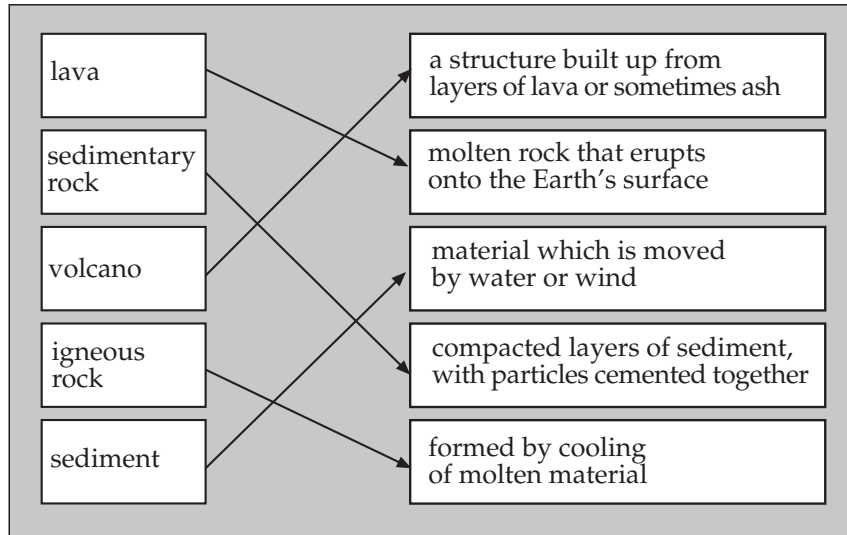 lava
a structure built up from
layers of lava or sometimes ash
sedimentary
rock
molten rock that erupts
onto the Earth's surface
volcano
material which is moved
by water or wind
igneous
rock
compacted layers of sediment,
with particles cemented together
sediment
formed by cooling
of molten material